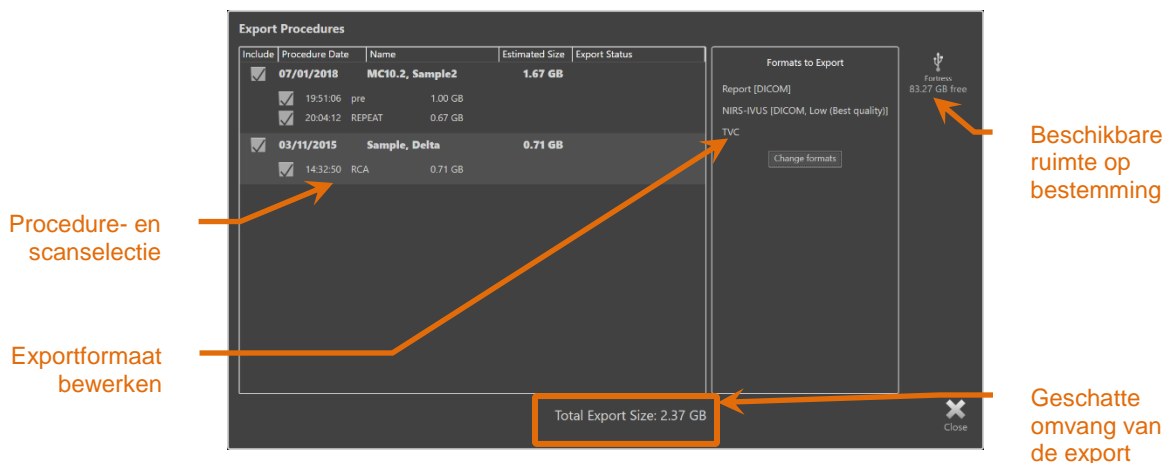 Export Procedures
Include Procedure Date Name Estimated Size Export Status
07/01/2018 MC10.2, Sample2 1.67 GB
19:51:06 pre 1.00 GB
20:04:12 REPEAT 0.67 GB
03/11/2015 Sample, Delta 0.71 GB
14:32:50 RCA 0.71 GB
Formats to Export
Report [DICOM]
NIRS-IVUS [DICOM, Low (Best quality)]
TVC
Change formats
Fortress
83.27 GB free
Total Export Size: 2.37 GB
Close
Procedure- en
scanselectie
Exportformaat
bewerken
Beschikbare
ruimte op
bestemming
Geschatte
omvang van
de export